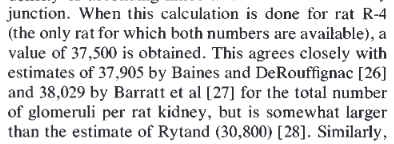 junction. When this calculation is done for rat R-4
(the only rat for which both numbers are available), a
value of 37,500 is obtained. This agrees closely with
estimates of 37,905 by Baines and DeRouffignac [26]
and 38,029 by Barratt et al [27] for the total number
of glomeruli per rat kidney, but is somewhat larger
than the estimate of Rytand (30,800) [28]. Similarly,